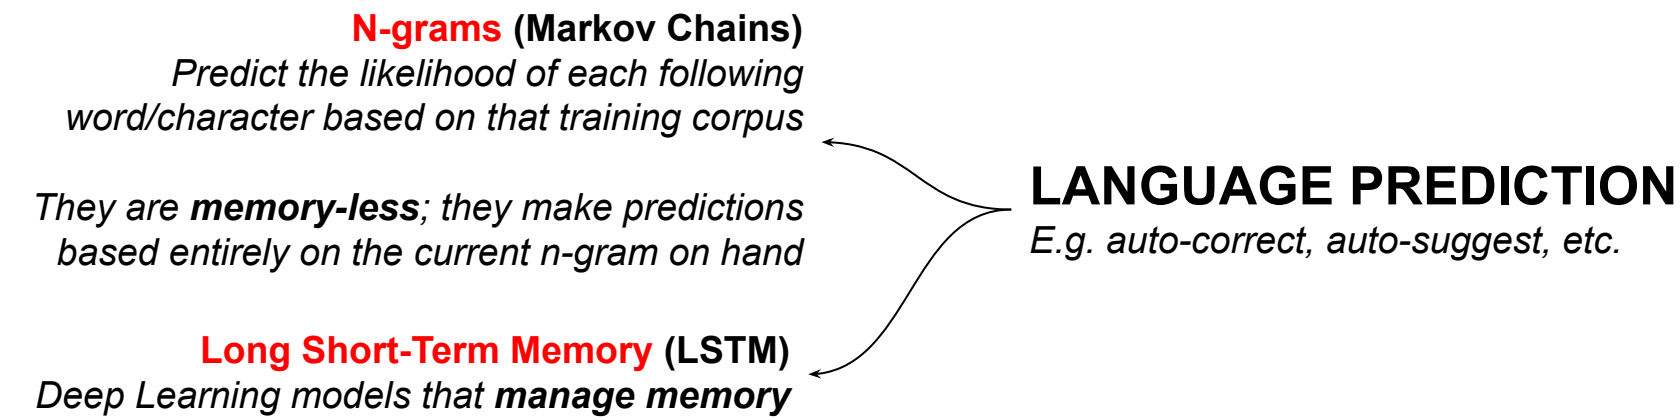 N-grams (Markov Chains)
Predict the likelihood of each following
word/character based on that training corpus
They are memory-less; they make predictions
based entirely on the current n-gram on hand
Long Short-Term Memory (LSTM)
Deep Learning models that manage memory
LANGUAGE PREDICTION
E.g. auto-correct, auto-suggest, etc.